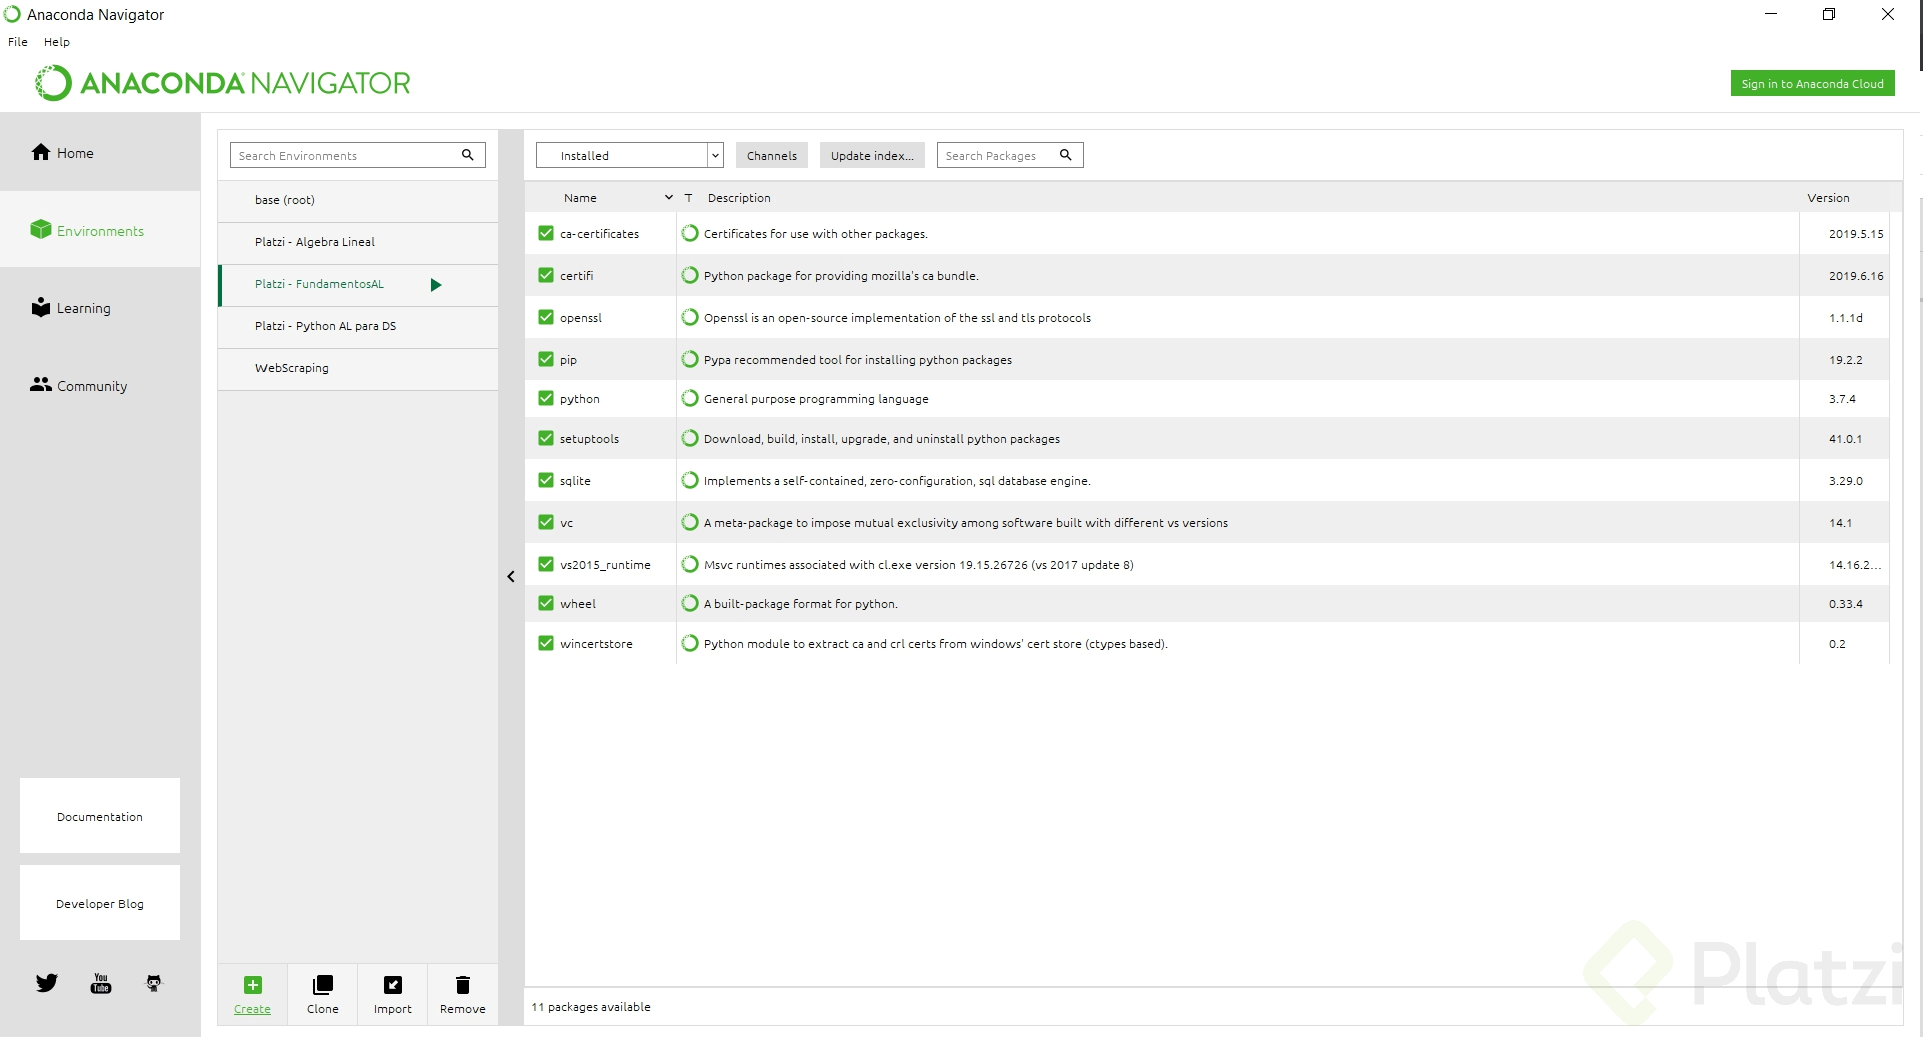 Anaconda Navigator
File Help
ANACONDA NAVIGATOR
Sign in to Anaconda Cloud
Home
Environments
Learning
Community
Documentation
Developer Blog
You
Tube
Search Environments
base (root)
Platzi - Algebra Lineal
Platzi - FundamentosAL
Platzi - Python AL para DS
WebScraping
Create Clone Import Remove
Installed Channels Update index... Search Packages
Name T Description Version
ca-certificates Certificates for use with other packages. 2019.5.15
certifi Python package for providing mozilla's ca bundle. 2019.6.16
openssl Openssl is an open-source implementation of the ssl and tls protocols 1.1.1d
pip Pypa recommended tool for installing python packages 19.2.2
python General purpose programming language 3.7.4
setuptools Download, build, install, upgrade, and uninstall python packages 41.0.1
sqlite Implements a self-contained, zero-configuration, sql database engine. 3.29.0
vc A meta-package to impose mutual exclusivity among software built with different vs versions 14.1
vs2015_runtime Msvc runtimes associated with cl.exe version 19.15.26726 (vs 2017 update 8) 14.16.2...
wheel A built-package format for python. 0.33.4
wincertstore Python module to extract ca and crl certs from windows' cert store (ctypes based). 0.2
11 packages available
Platzi